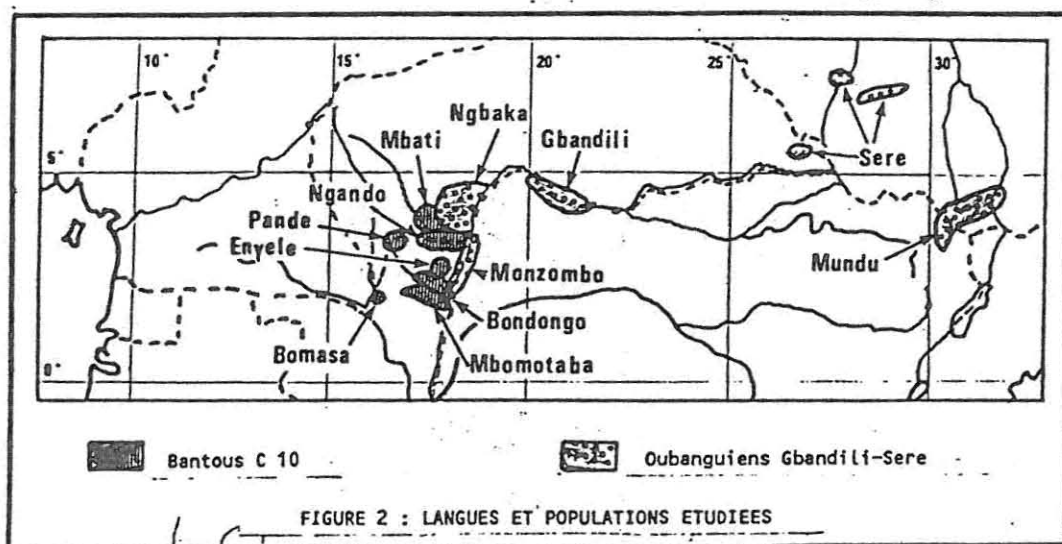 10° 15° 20° 25° 30
Ngbaka
Mbati Gbandili
5° Sere
Ngando
Pande
Enyele
Monzombo Mundu
Bondongo
Bomasa Mbomotaba
0°
Bantous C 10 Oubanguiens Gbandili-Sere
FIGURE 2 : LANGUES ET POPULATIONS ETUDIEES